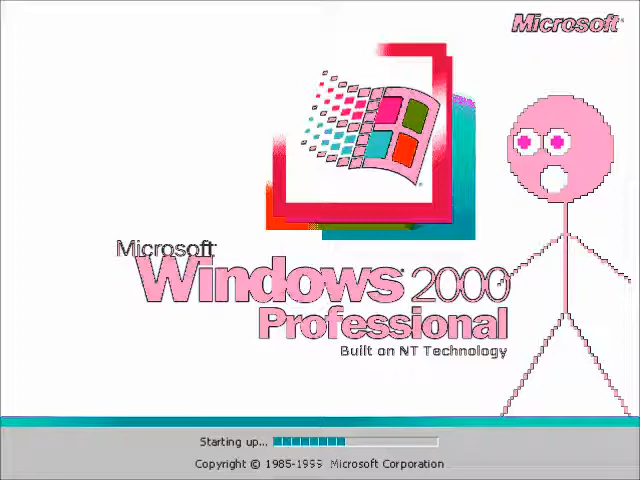 Microsoft
Microsoft
Windows 2000
Professional
Built on NT Technology
Starting up...
Copyright © 1985-1999 Microsoft Corporation